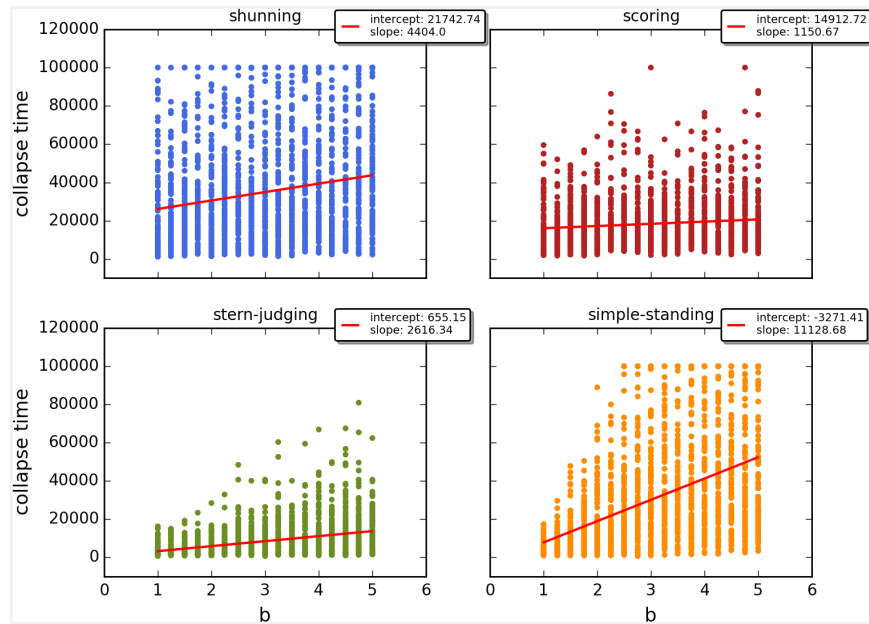 shunning
intercept: 21742.74
slope: 4404.0
120000
100000
80000
60000
40000
20000
0
collapse time
scoring
intercept: 14912.72
slope: 1150.67
stern-judging
intercept: 655.15
slope: 2616.34
120000
100000
80000
60000
40000
20000
0
collapse time
0 1 2 3 4 5 6
b
simple-standing
intercept: -3271.41
slope: 11128.68
0 1 2 3 4 5 6
b